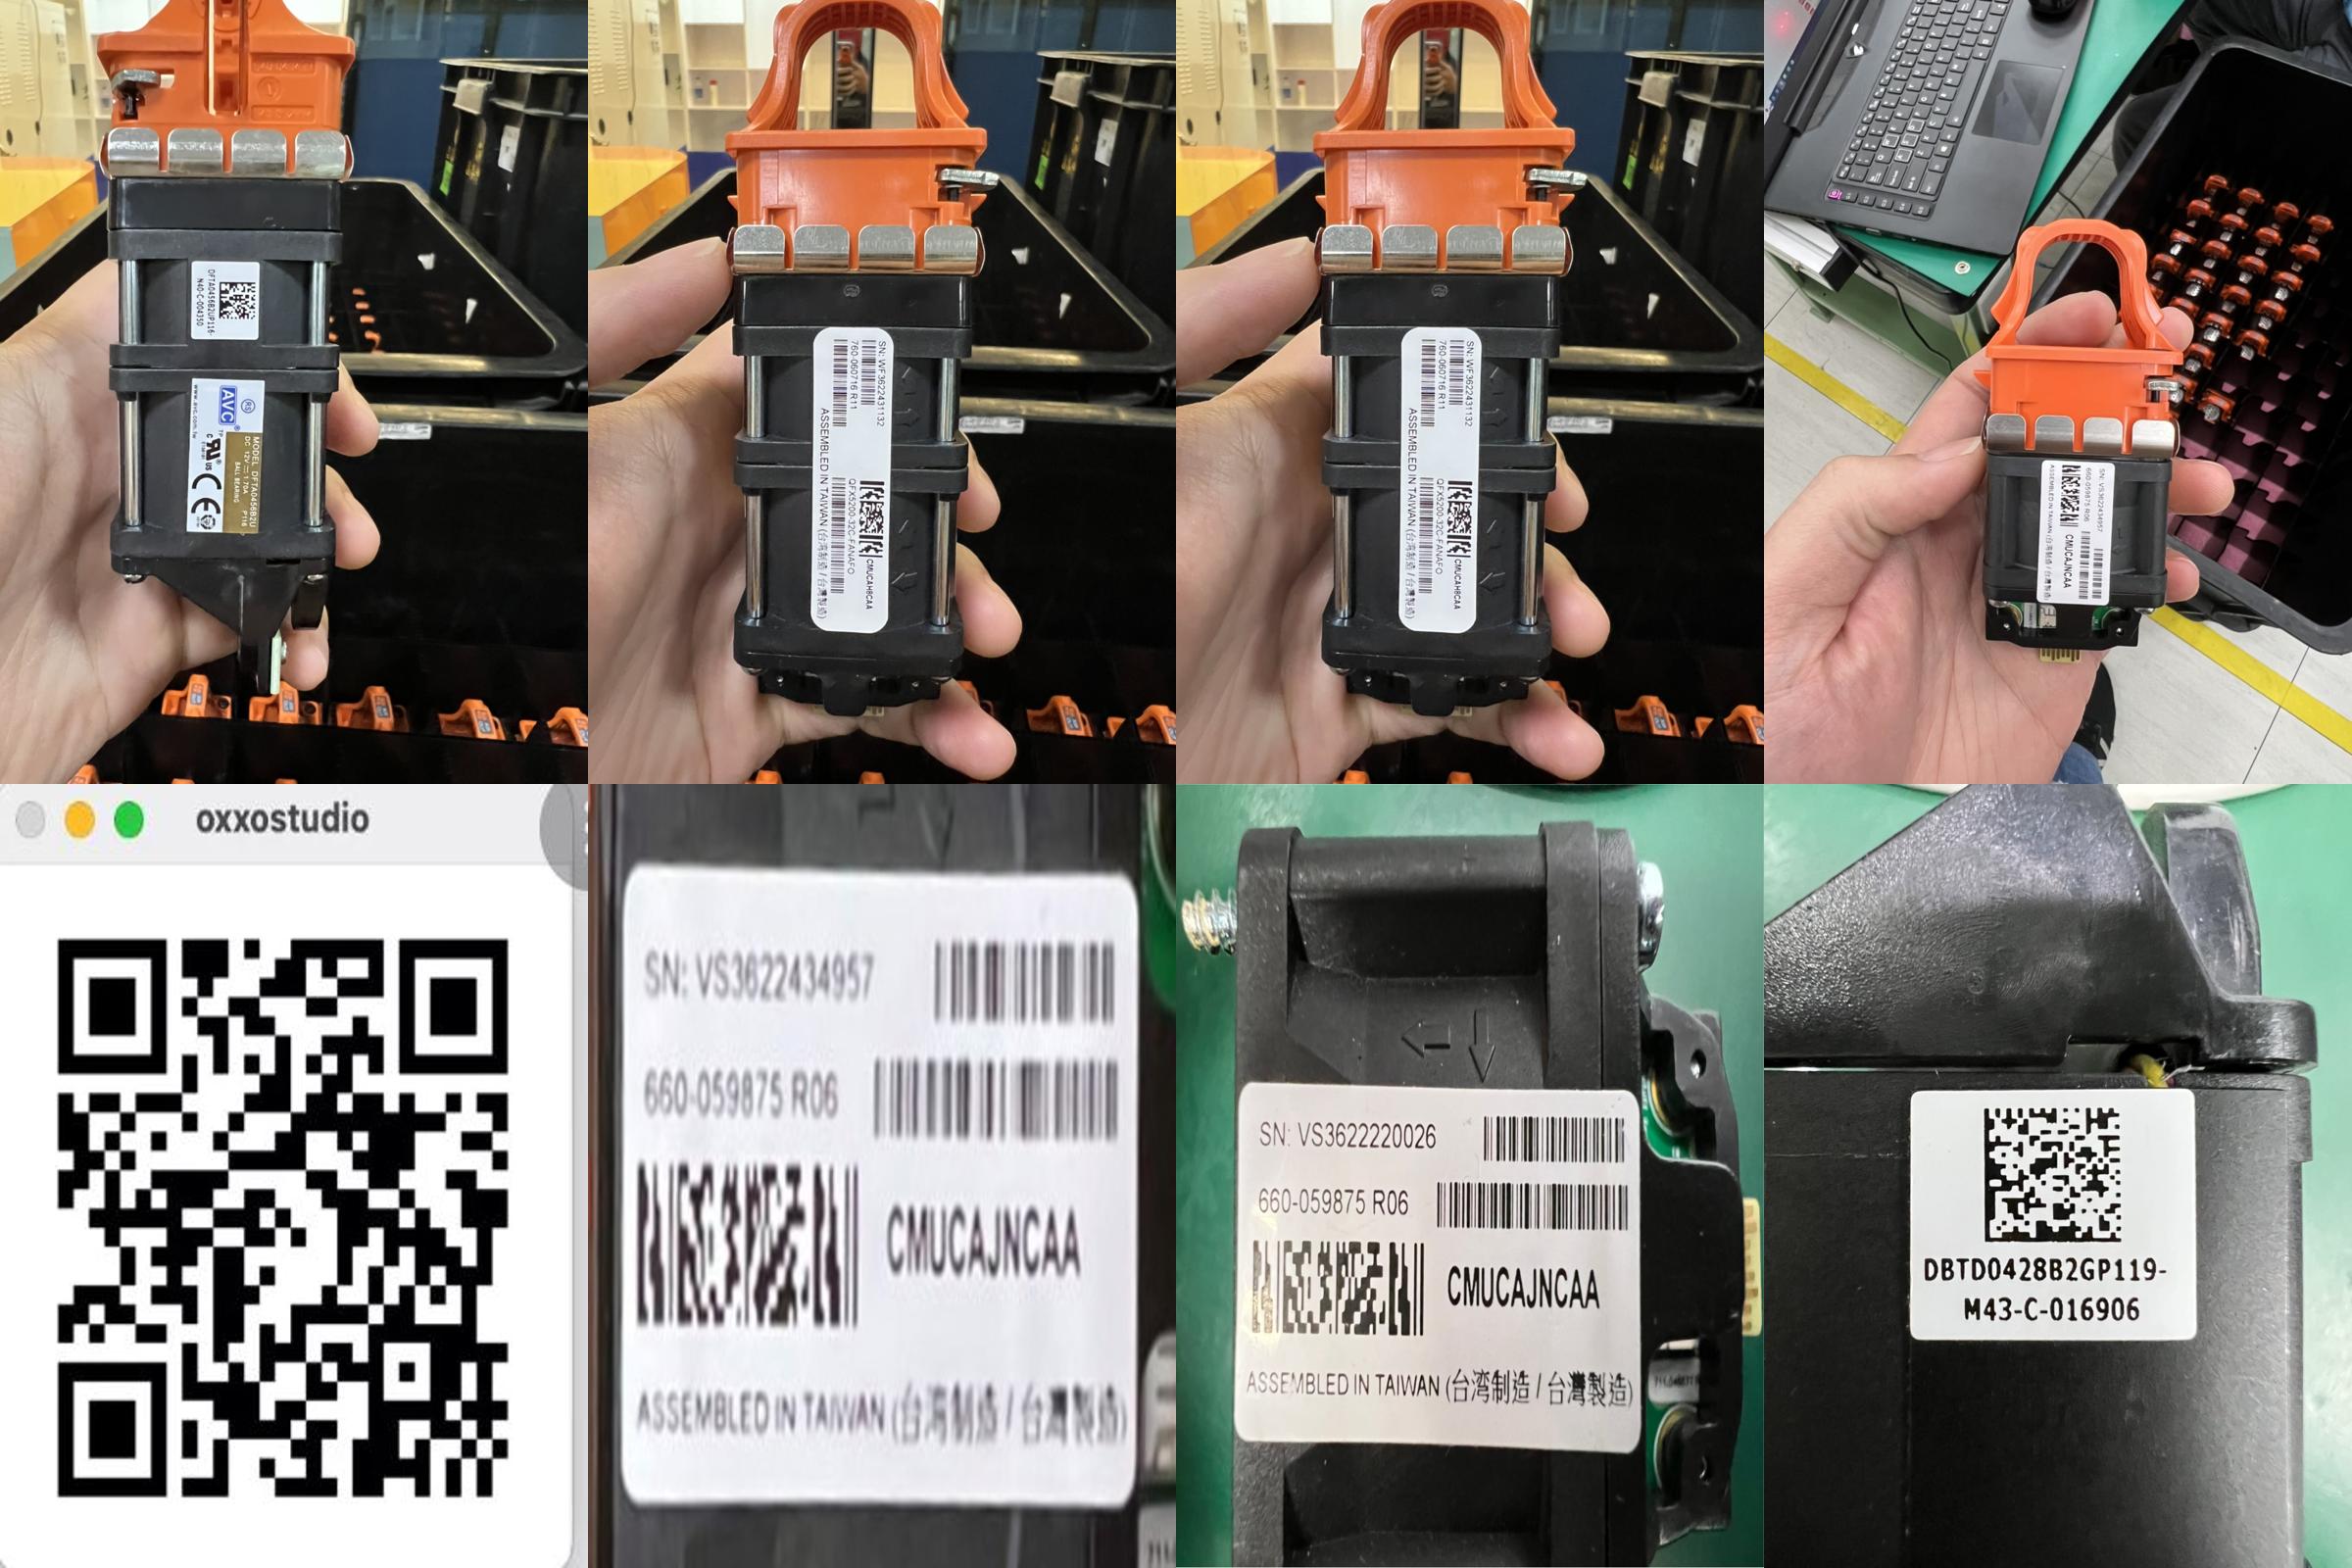 DFTA0456B2UP116-
N40-C-004350
AVC
www.avc.com.tw
MODEL DFTA0456B2U
DC 12V 1.70A P116
BALL BEARING
SN: WF3622431132
760-060716 R11
QFX5200-32C-FANAFO
CMUCAH8CAA
ASSEMBLED IN TAIWAN (台湾制造 / 台灣製造)
SN: WF3622431132
760-060716 R11
QFX5200-32C-FANAFO
CMUCAH8CAA
ASSEMBLED IN TAIWAN (台湾制造 / 台灣製造)
SN: VS3622434957
660-059875 R06
CMUCAJNCAA
ASSEMBLED IN TAIWAN (台湾制造 / 台灣製造)
oxxostudio
SN: VS3622434957
660-059875 R06
CMUCAJNCAA
ASSEMBLED IN TAIWAN (台湾制造 / 台灣製造)
SN: VS3622220026
660-059875 R06
CMUCAJNCAA
ASSEMBLED IN TAIWAN (台湾制造 / 台灣製造)
DBTD0428B2GP119-
M43-C-016906